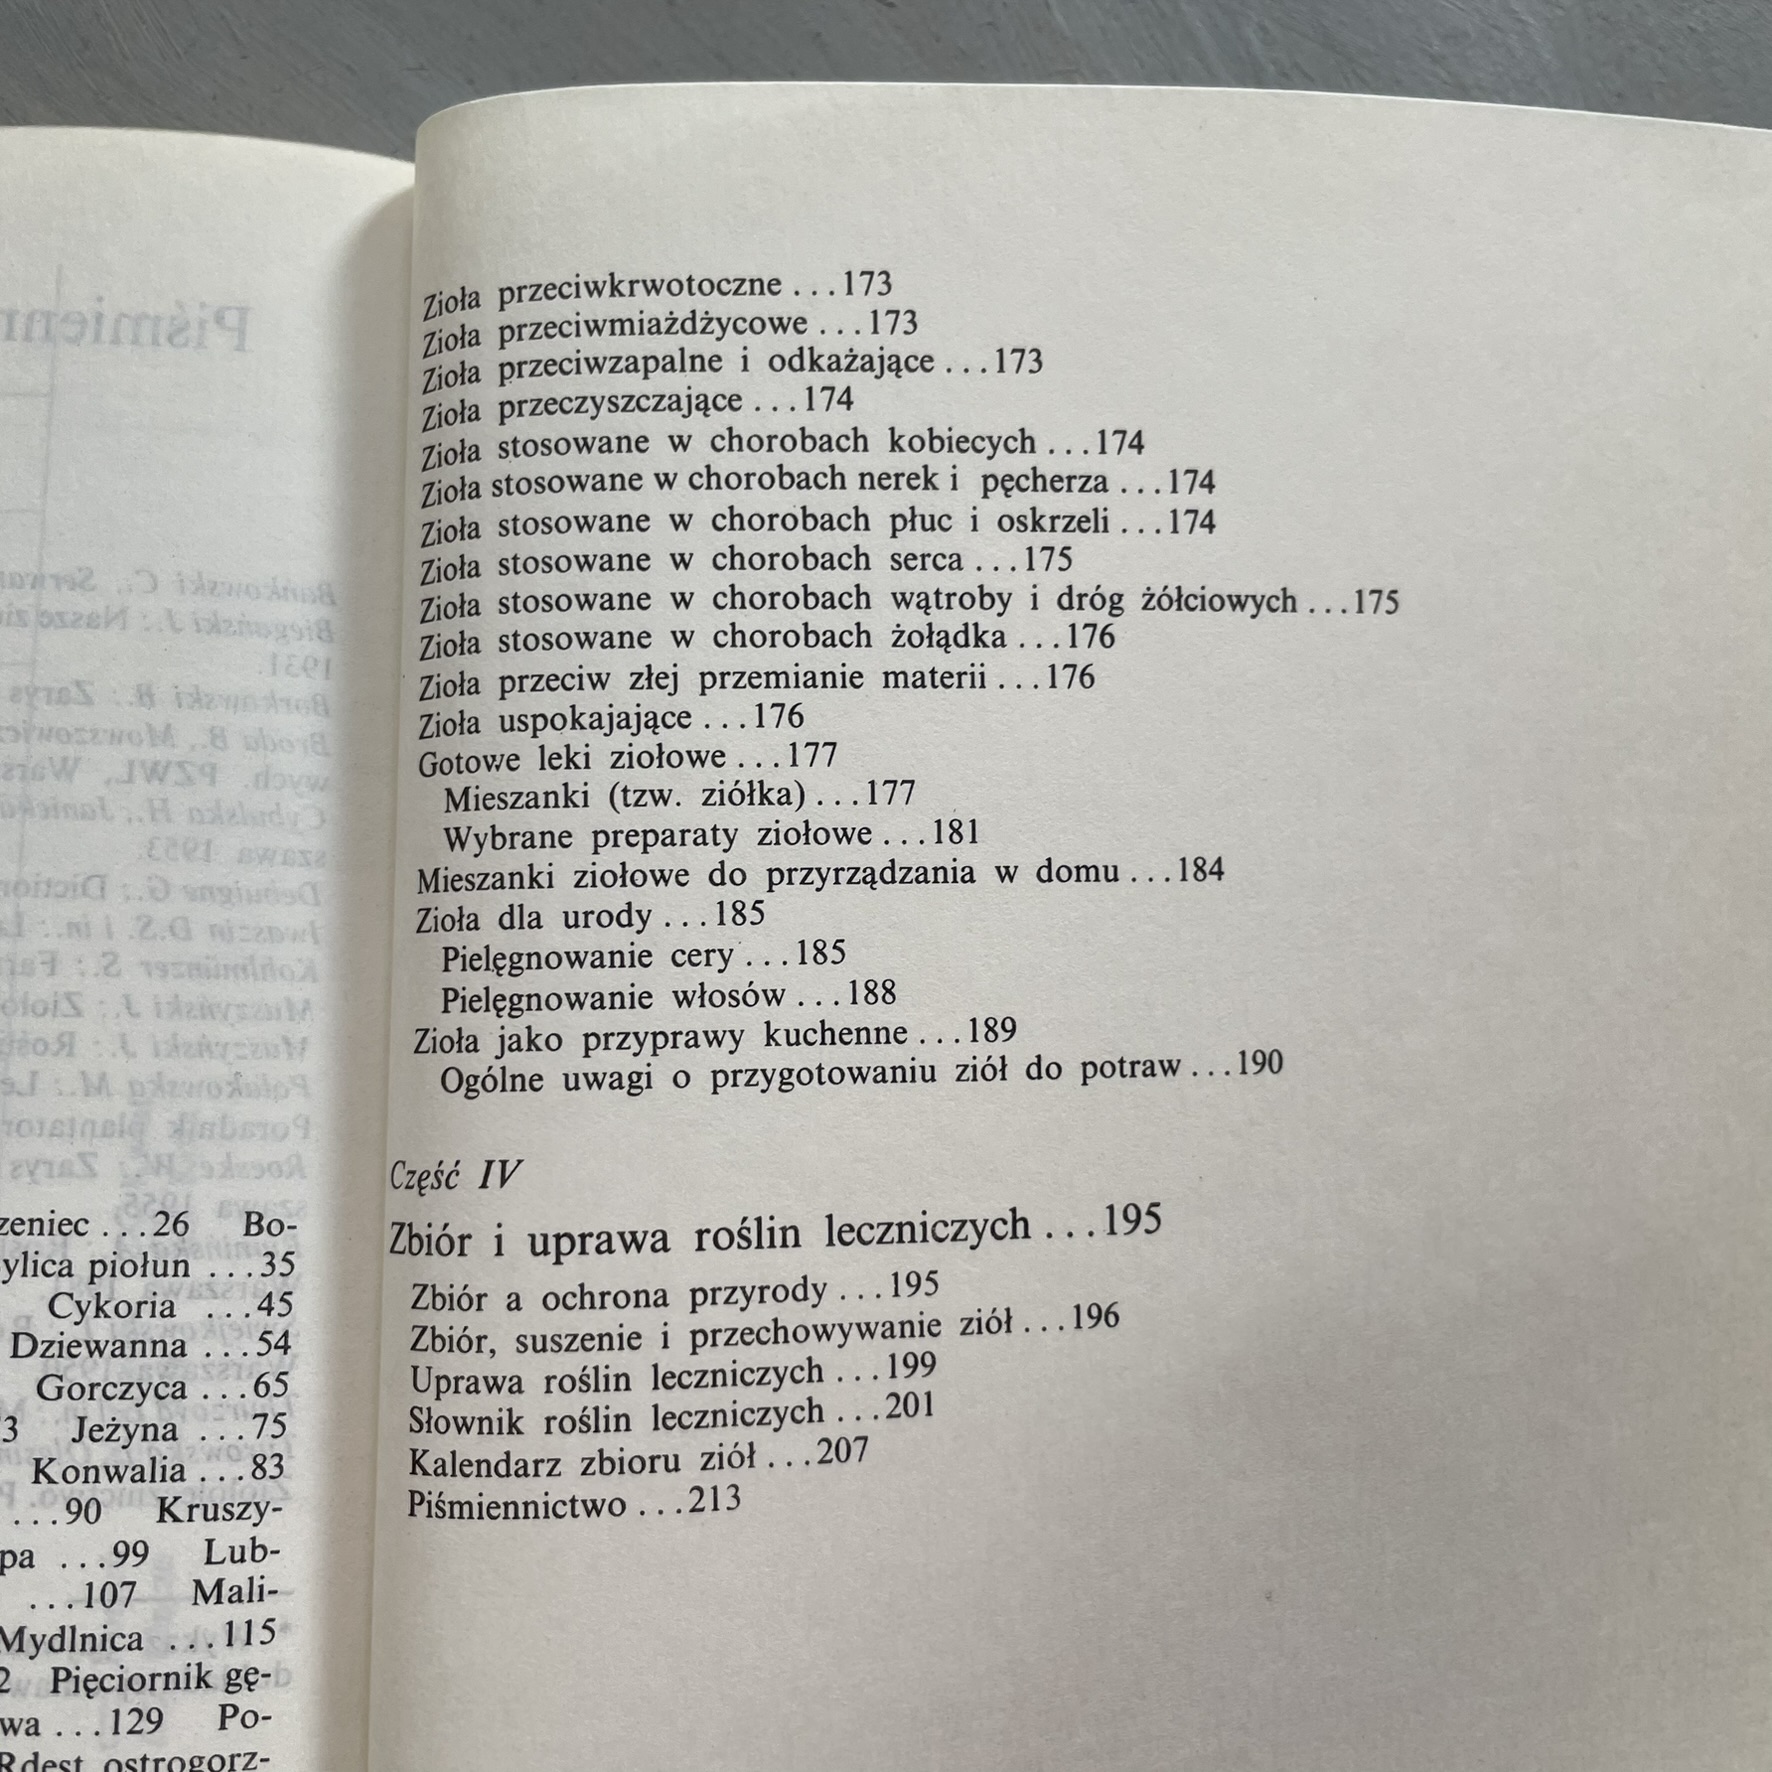 zeniec ...26 Bo-
ylica piołun ...35
Cykoria ...45
Dziewanna ...54
Gorczyca ...65
3 Jeżyna ...75
Konwalia ...83
...90 Kruszy-
pa ...99 Lub-
...107 Mali-
Mydlnica ...115
2 Pięciornik gę-
wa ...129 Po-
Rdest ostrogorz-
Zioła przeciwkrwotoczne ...173
Zioła przeciwmiażdżycowe ...173
Zioła przeciwzapalne i odkażające ...173
Zioła przeczyszczające ...174
Zioła stosowane w chorobach kobiecych ...174
Zioła stosowane w chorobach nerek i pęcherza ...174
Zioła stosowane w chorobach płuc i oskrzeli ...174
Zioła stosowane w chorobach serca ...175
Zioła stosowane w chorobach wątroby i dróg żółciowych ...175
Zioła stosowane w chorobach żołądka ...176
Zioła przeciw złej przemianie materii ...176
Zioła uspokajające ...176
Gotowe leki ziołowe ...177
Mieszanki (tzw. ziółka) ...177
Wybrane preparaty ziołowe ...181
Mieszanki ziołowe do przyrządzania w domu ...184
Zioła dla urody ...185
Pielęgnowanie cery ...185
Pielęgnowanie włosów ...188
Zioła jako przyprawy kuchenne ...189
Ogólne uwagi o przygotowaniu ziół do potraw ...190
Część IV
Zbiór i uprawa roślin leczniczych ...195
Zbiór a ochrona przyrody ...195
Zbiór, suszenie i przechowywanie ziół ...196
Uprawa roślin leczniczych ...199
Słownik roślin leczniczych ...201
Kalendarz zbioru ziół ...207
Piśmiennictwo ...213